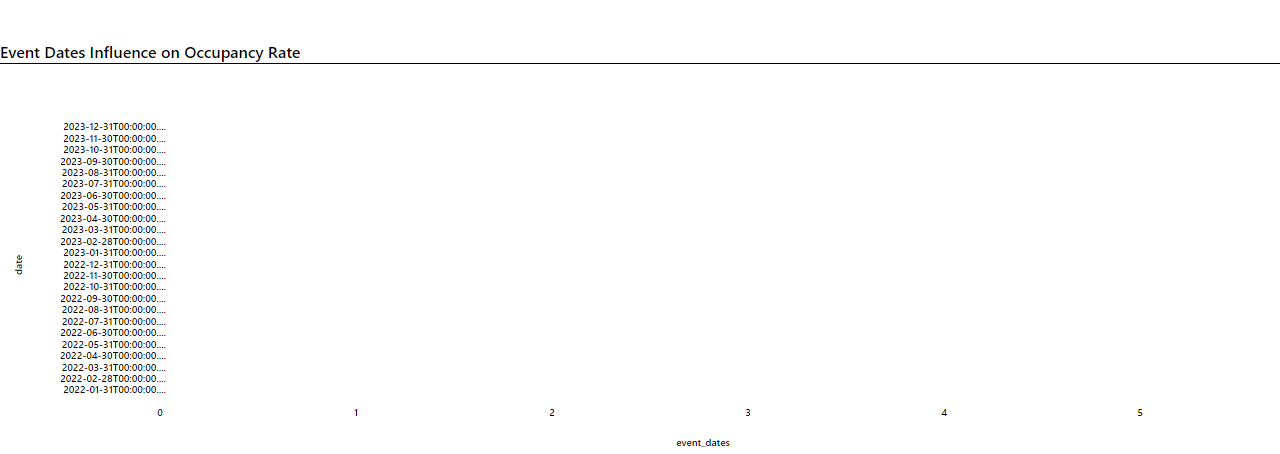 Event Dates Influence on Occupancy Rate
2023-12-31T00:00:00....
2023-11-30T00:00:00....
2023-10-31T00:00:00....
2023-09-30T00:00:00....
2023-08-31T00:00:00....
2023-07-31T00:00:00....
2023-06-30T00:00:00....
2023-05-31T00:00:00....
2023-04-30T00:00:00....
2023-03-31T00:00:00....
2023-02-28T00:00:00....
2023-01-31T00:00:00....
2022-12-31T00:00:00....
2022-11-30T00:00:00....
2022-10-31T00:00:00....
2022-09-30T00:00:00....
2022-08-31T00:00:00....
2022-07-31T00:00:00....
2022-06-30T00:00:00....
2022-05-31T00:00:00....
2022-04-30T00:00:00....
2022-03-31T00:00:00....
2022-02-28T00:00:00....
2022-01-31T00:00:00....
date
0 1 2 3 4 5
event_dates